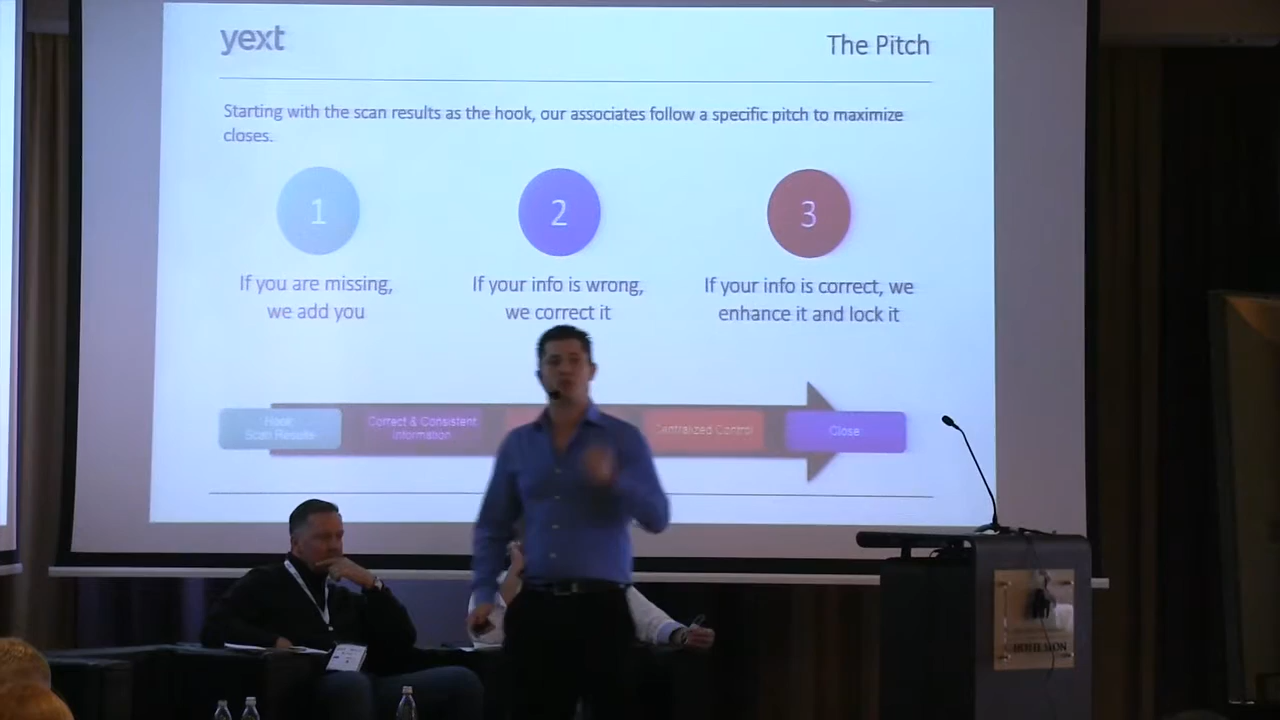 yext
The Pitch
Starting with the scan results as the hook, our associates follow a specific pitch to maximize
closes.
1
2
3
If you are missing,
we add you
If your info is wrong,
we correct it
If your info is correct, we
enhance it and lock it
Hook
Scan Results
Correct & Consistent
Information
Centralized Control
Close